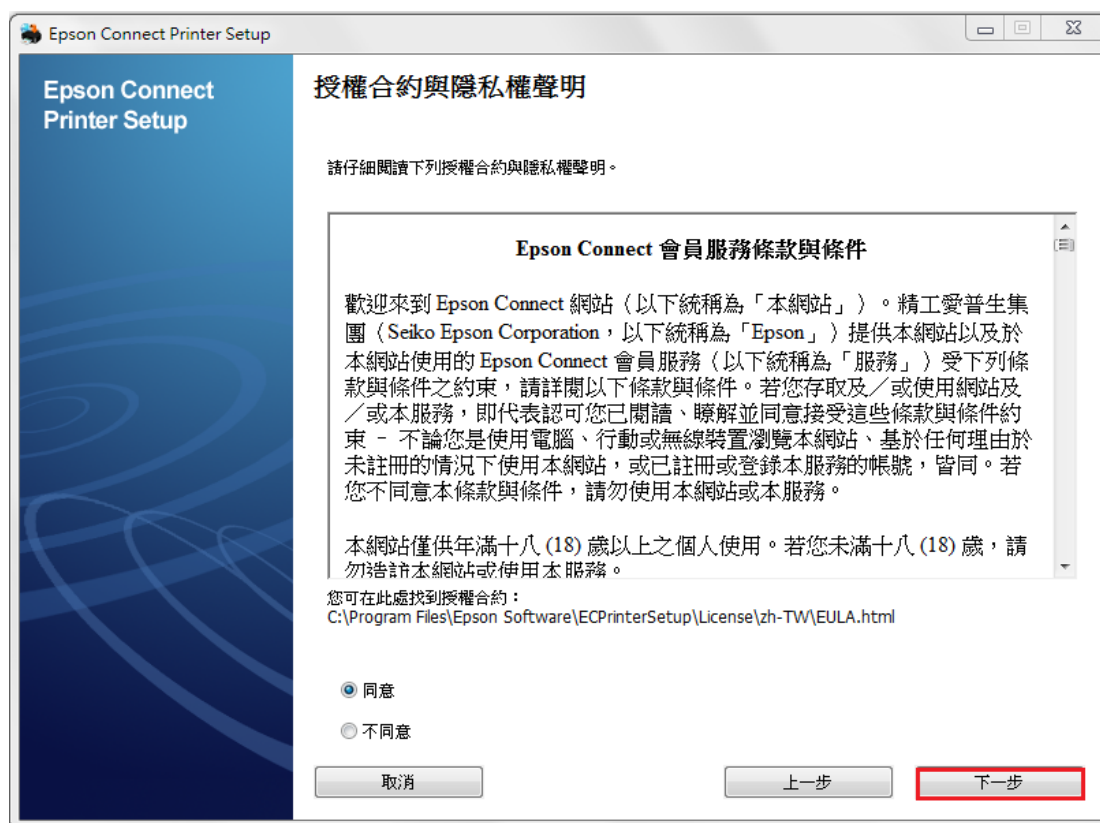 Epson Connect Printer Setup
Epson Connect
Printer Setup
授權合約與隱私權聲明
請仔細閱讀下列授權合約與隱私權聲明。
Epson Connect 會員服務條款與條件
歡迎來到 Epson Connect 網站（以下統稱為「本網站」）。精工愛普生集
團（Seiko Epson Corporation，以下統稱為「Epson」）提供本網站以及於
本網站使用的 Epson Connect 會員服務（以下統稱為「服務」）受下列條
款與條件之約束，請詳閱以下條款與條件。若您存取及／或使用網站及
／或本服務，即代表認可您已閱讀、瞭解並同意接受這些條款與條件約
束 － 不論您是使用電腦、行動或無線裝置瀏覽本網站、基於任何理由於
未註冊的情況下使用本網站，或已註冊或登錄本服務的帳號，皆同。若
您不同意本條款與條件，請勿使用本網站或本服務。
本網站僅供年滿十八 (18) 歲以上之個人使用。若您未滿十八 (18) 歲，請
勿造訪本網站或使用本服務。
您可在此處找到授權合約：
C:\Program Files\Epson Software\ECPrinterSetup\License\zh-TW\EULA.html
同意
不同意
取消
上一步
下一步